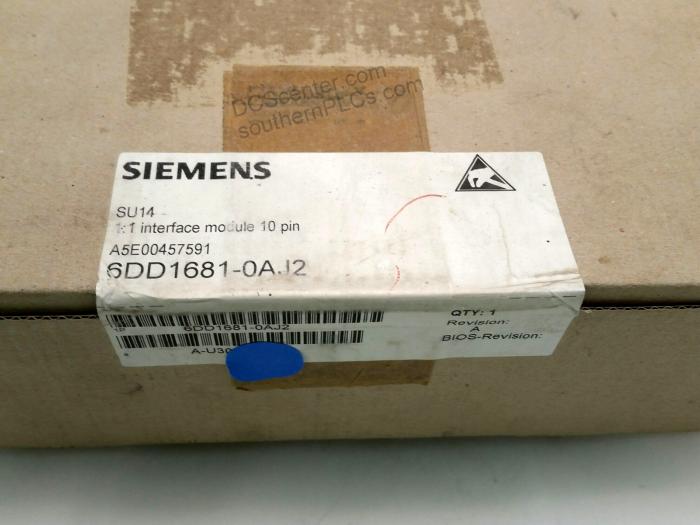 DCScenter.com
southernPLCs.com
SIEMENS
SU14
1:1 interface module 10 pin
A5E00457591
6DD1681-0AJ2
1P 6DD1681-0AJ2
QTY: 1
Revision:
A
BIOS-Revision: